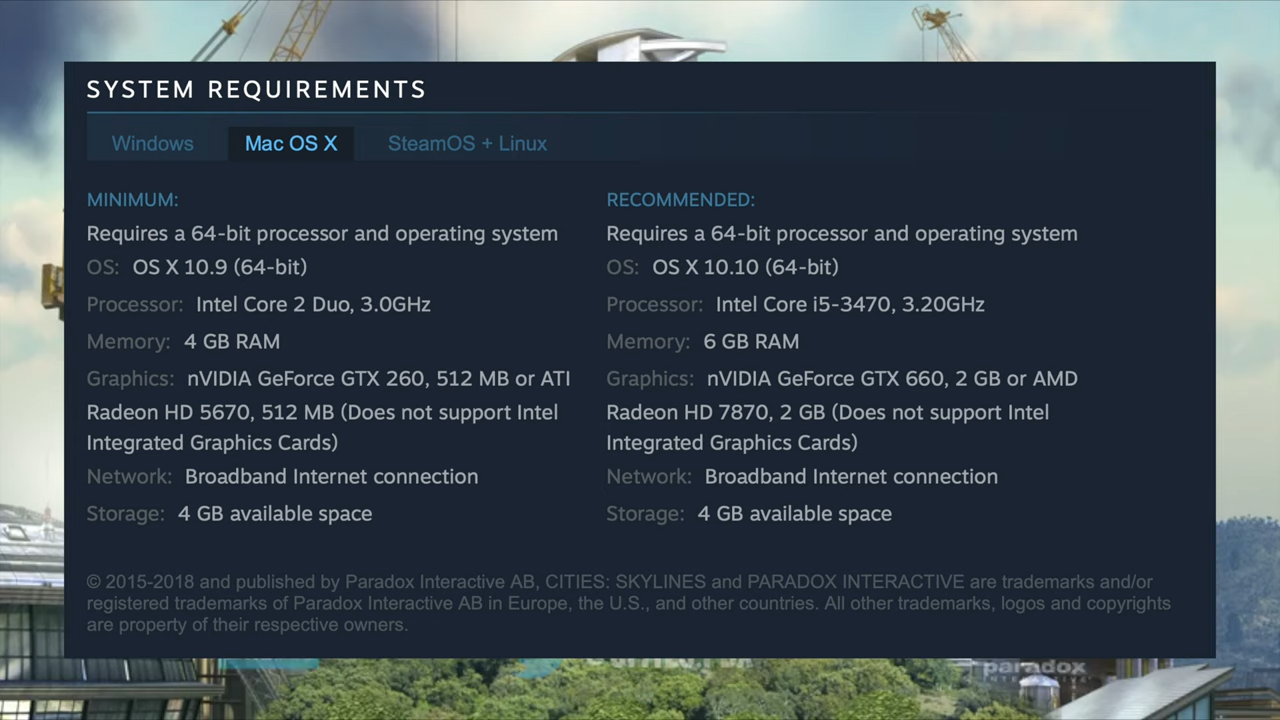 SYSTEM REQUIREMENTS
Windows
Mac OS X
SteamOS + Linux
MINIMUM:
Requires a 64-bit processor and operating system
OS: OS X 10.9 (64-bit)
Processor: Intel Core 2 Duo, 3.0GHz
Memory: 4 GB RAM
Graphics: nVIDIA GeForce GTX 260, 512 MB or ATI
Radeon HD 5670, 512 MB (Does not support Intel
Integrated Graphics Cards)
Network: Broadband Internet connection
Storage: 4 GB available space
RECOMMENDED:
Requires a 64-bit processor and operating system
OS: OS X 10.10 (64-bit)
Processor: Intel Core i5-3470, 3.20GHz
Memory: 6 GB RAM
Graphics: nVIDIA GeForce GTX 660, 2 GB or AMD
Radeon HD 7870, 2 GB (Does not support Intel
Integrated Graphics Cards)
Network: Broadband Internet connection
Storage: 4 GB available space
© 2015-2018 and published by Paradox Interactive AB, CITIES: SKYLINES and PARADOX INTERACTIVE are trademarks and/or
registered trademarks of Paradox Interactive AB in Europe, the U.S., and other countries. All other trademarks, logos and copyrights
are property of their respective owners.
paradox